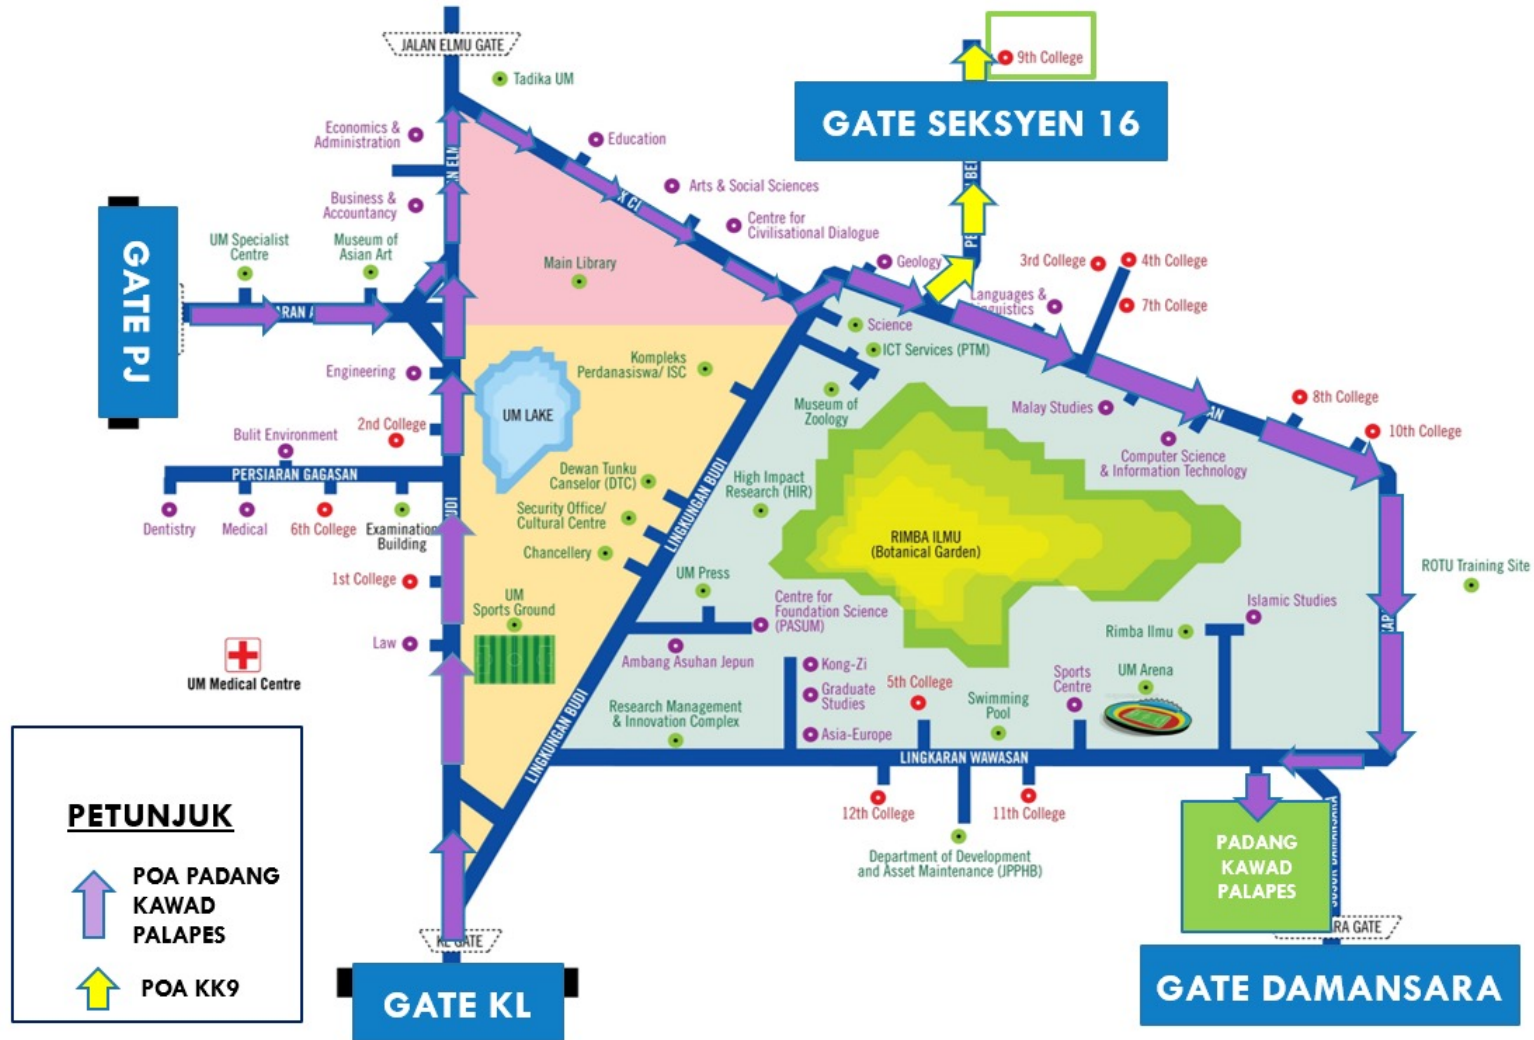 JALAN ELMU GATE
Tadika UM
9th College
GATE SEKSYEN 16
Economics &
Administration
Education
Arts & Social Sciences
Business &
Accountancy
Centre for
Civilisational Dialogue
GATE PJ
UM Specialist
Centre
Museum of
Asian Art
Main Library
Geology
3rd College
4th College
7th College
Languages &
Linguistics
Science
ICT Services (PTM)
Engineering
Kompleks
Perdanasiswa/ ISC
UM LAKE
Museum of
Zoology
Malay Studies
8th College
10th College
2nd College
Bulit Environment
PERSIARAN GAGASAN
Computer Science
& Information Technology
Dewan Tunku
Canselor (DTC)
High Impact
Research (HIR)
LINGKUNGAN BUDI
Security Office/
Cultural Centre
Dentistry
Medical
6th College
Examination
Building
Chancellery
RIMBA ILMU
(Botanical Garden)
1st College
UM Press
ROTU Training Site
UM
Sports Ground
Centre for
Foundation Science
(PASUM)
Islamic Studies
Rimba Ilmu
Law
Ambang Asuhan Jepun
UM Medical Centre
Kong-Zi
Graduate
Studies
Asia-Europe
5th College
Swimming
Pool
Sports
Centre
UM Arena
Research Management
& Innovation Complex
LINGKUNGAN BUDI
LINGKARAN WAWASAN
12th College
11th College
Department of Development
and Asset Maintenance (JPPHB)
PADANG
KAWAD
PALAPES
PETUNJUK
POA PADANG
KAWAD
PALAPES
POA KK9
KL GATE
GATE KL
GATE DAMANSARA